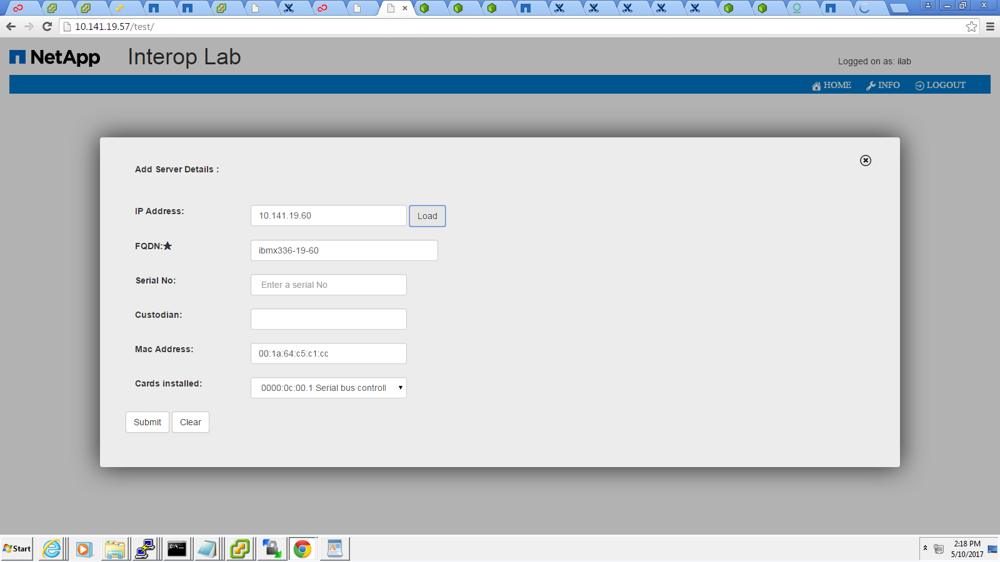 10.141.19.57/test/
NetApp Interop Lab
Logged on as: ilab
HOME INFO LOGOUT
Add Server Details :
IP Address: 10.141.19.60 Load
FQDN: ibmx336-19-60
Serial No: Enter a serial No
Custodian:
Mac Address: 00:1a:64:c5:c1:cc
Cards installed: 0000:0c:00.1 Serial bus controll
Submit Clear
Start
C:\_
2:18 PM
5/10/2017